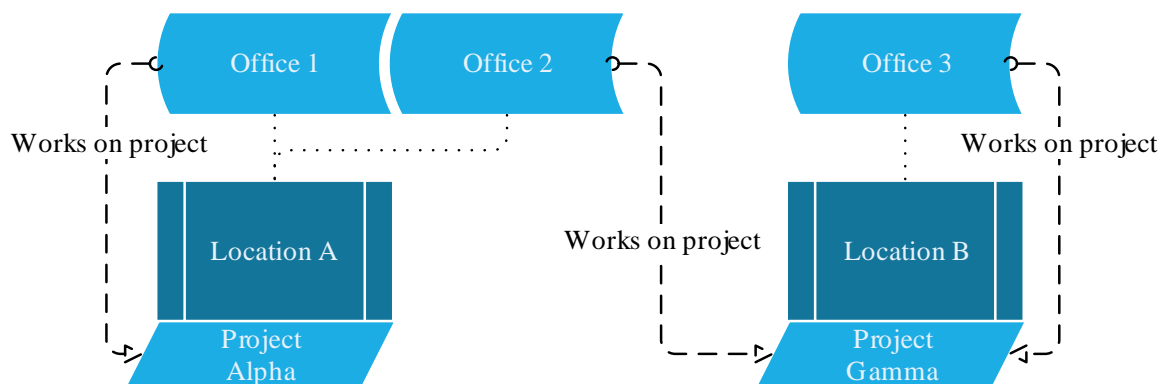 Office 1
Office 2
Office 3
Works on project
Works on project
Location A
Works on project
Location B
Project
Alpha
Project
Gamma